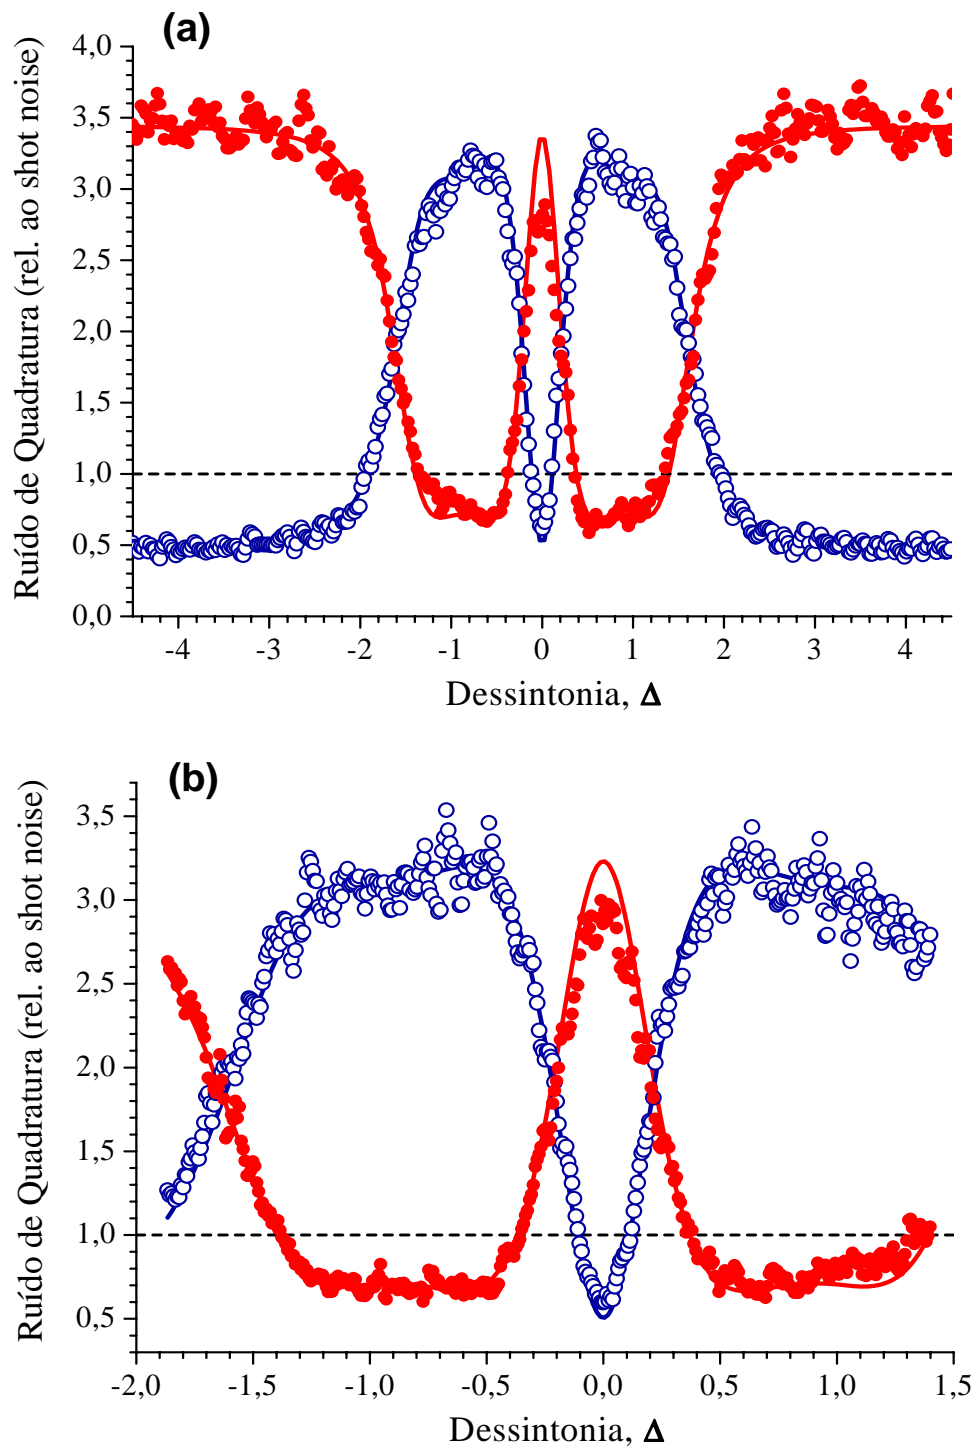 (a)
Ruído de Quadratura (rel. ao shot noise)
4,0
3,5
3,0
2,5
2,0
1,5
1,0
0,5
0,0
-4 -3 -2 -1 0 1 2 3 4
Dessintonia, Δ
(b)
Ruído de Quadratura (rel. ao shot noise)
3,5
3,0
2,5
2,0
1,5
1,0
0,5
-2,0 -1,5 -1,0 -0,5 0,0 0,5 1,0 1,5
Dessintonia, Δ